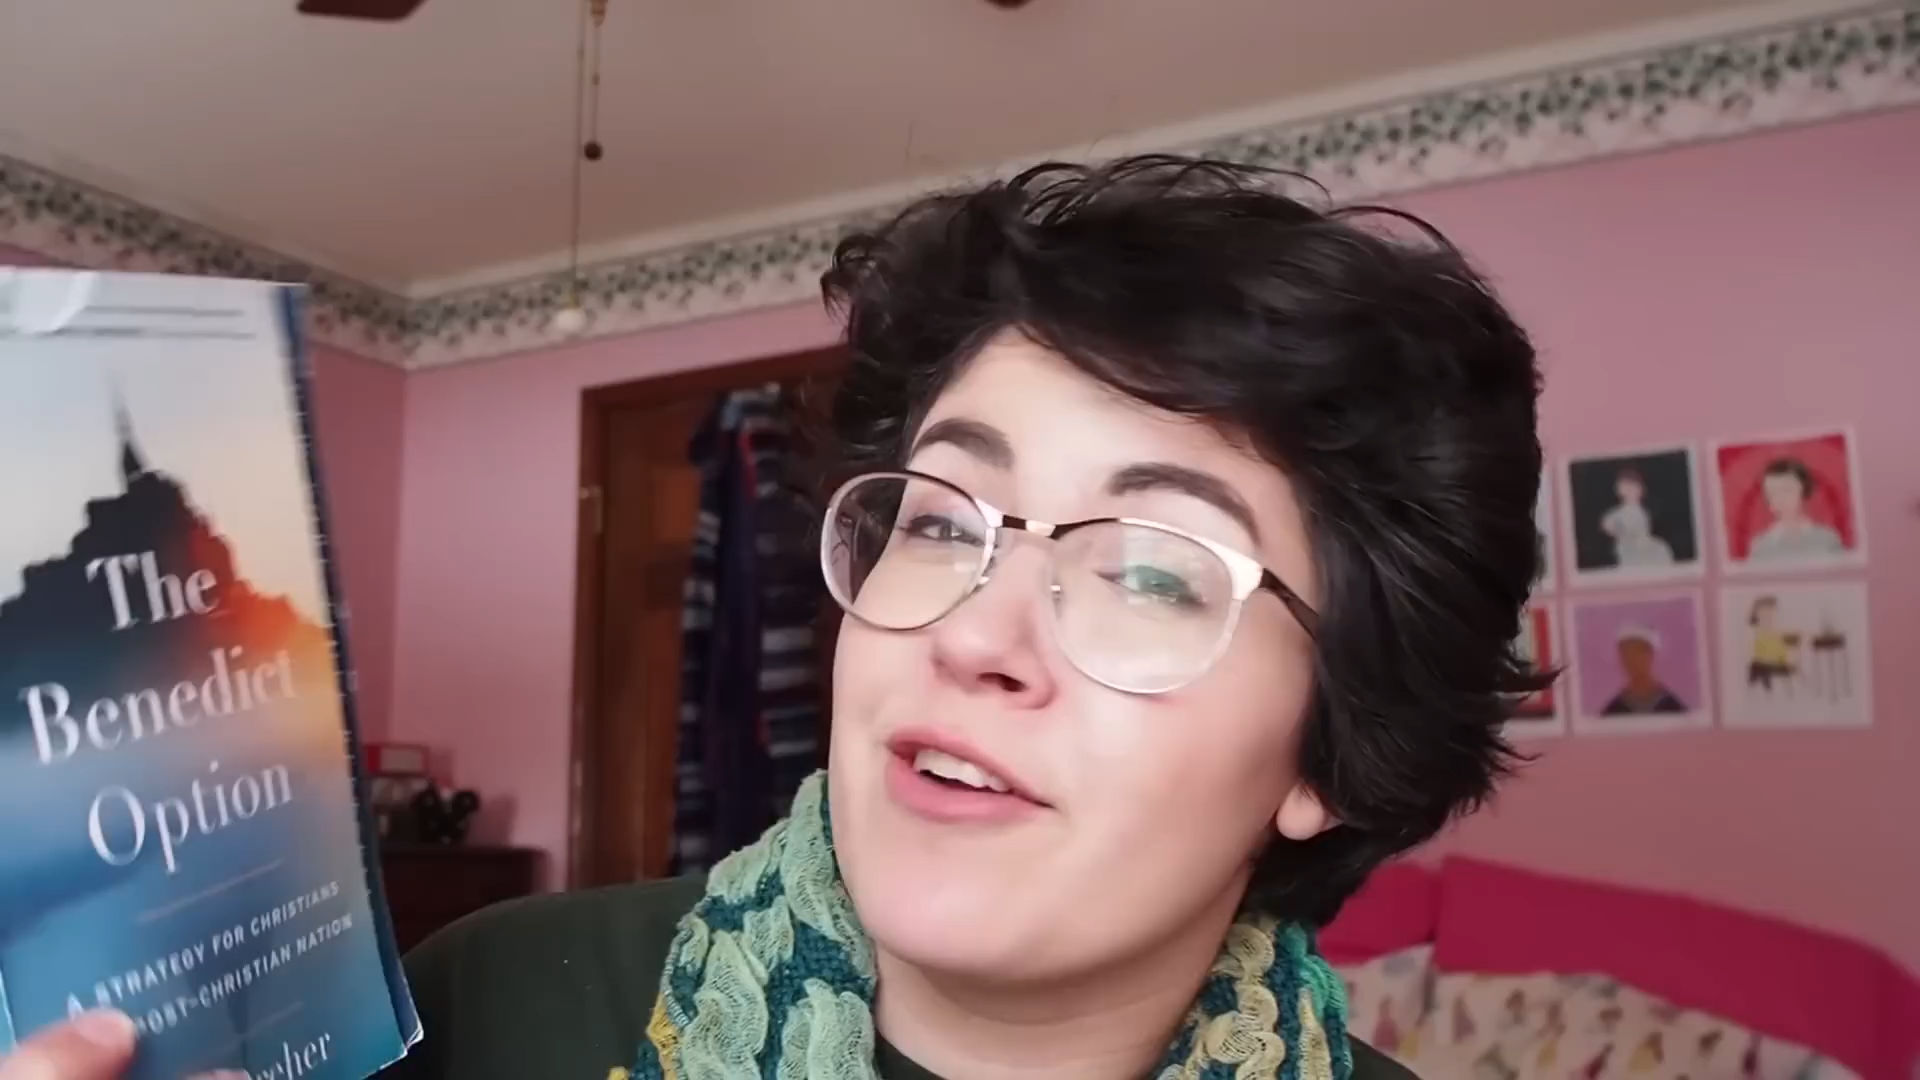 The
Benedict
Option
A STRATEGY FOR CHRISTIANS
POST-CHRISTIAN NATION